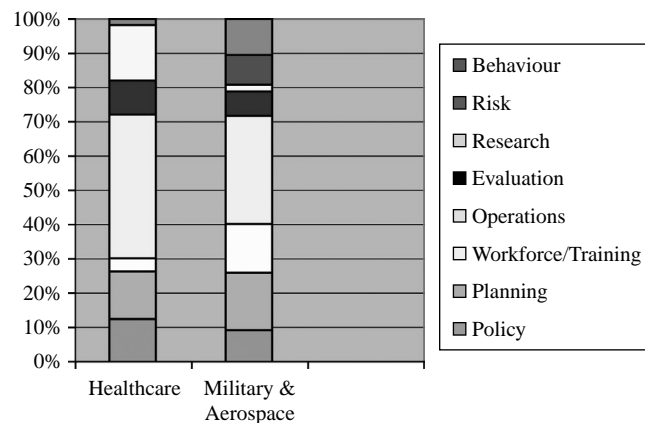 100%
90%
80%
70%
60%
50%
40%
30%
20%
10%
0%
Healthcare
Military &
Aerospace
Behaviour
Risk
Research
Evaluation
Operations
Workforce/Training
Planning
Policy